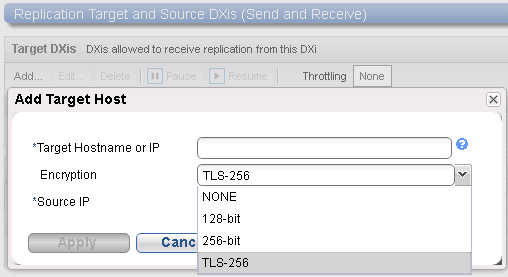 Replication Target and Source DXis (Send and Receive)
Target DXis DXis allowed to receive replication from this DXi
Add... Edit... Delete Pause Resume Throttling None
Add Target Host
*Target Hostname or IP
Encryption TLS-256
NONE
*Source IP
128-bit
256-bit
Apply Canc
TLS-256